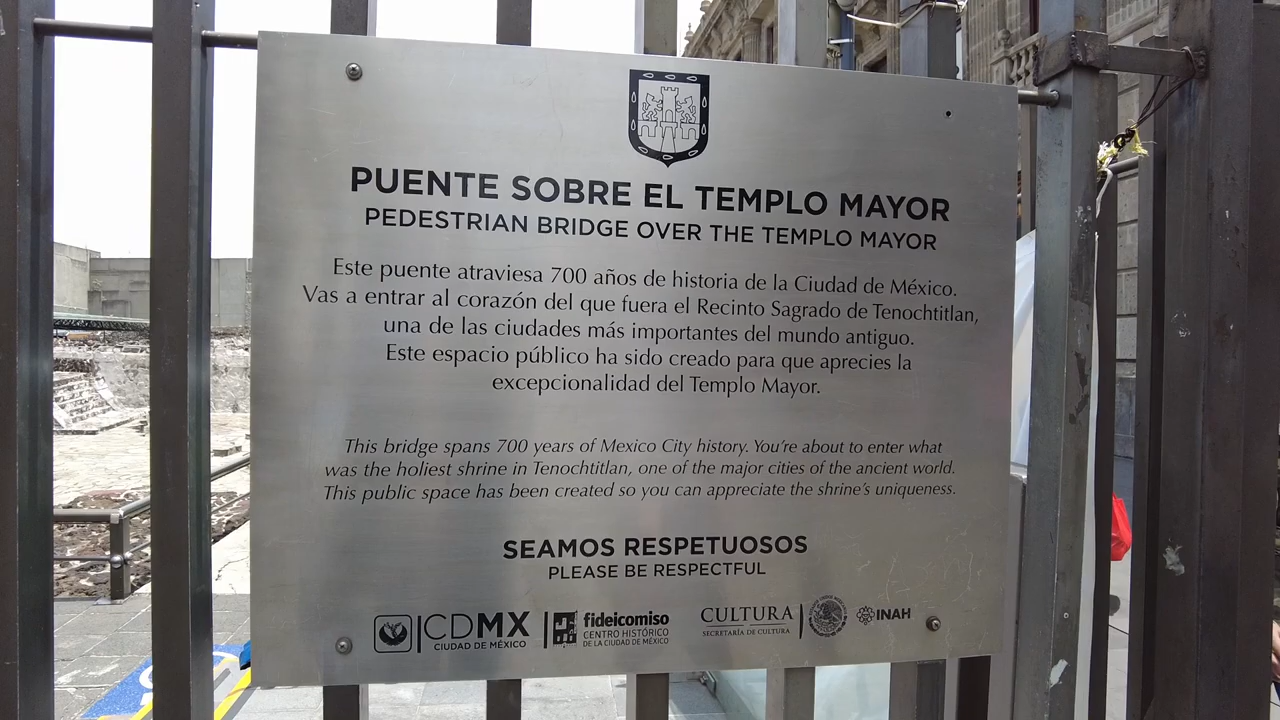 PUENTE SOBRE EL TEMPLO MAYOR
PEDESTRIAN BRIDGE OVER THE TEMPLO MAYOR
Este puente atraviesa 700 años de historia de la Ciudad de México.
Vas a entrar al corazón del que fuera el Recinto Sagrado de Tenochtitlan,
una de las ciudades más importantes del mundo antiguo.
Este espacio público ha sido creado para que aprecies la
excepcionalidad del Templo Mayor.
This bridge spans 700 years of Mexico City history. You're about to enter what
was the holiest shrine in Tenochtitlan, one of the major cities of the ancient world.
This public space has been created so you can appreciate the shrine's uniqueness.
SEAMOS RESPETUOSOS
PLEASE BE RESPECTFUL
CDMX
CIUDAD DE MÉXICO
fideicomiso
CENTRO HISTÓRICO
DE LA CIUDAD DE MÉXICO
CULTURA
SECRETARÍA DE CULTURA
INAH